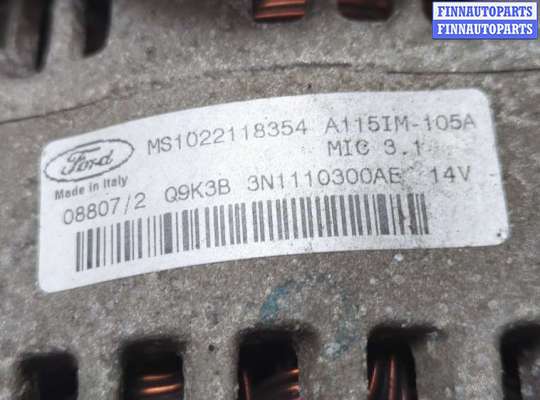 FINNAUTOPARTS
FINNAUTOPARTS
Ford
Made in Italy
MS1022118354 A115IM-105A
MIC 3.1
08807/2 Q9K3B 3N1110300AE 14V